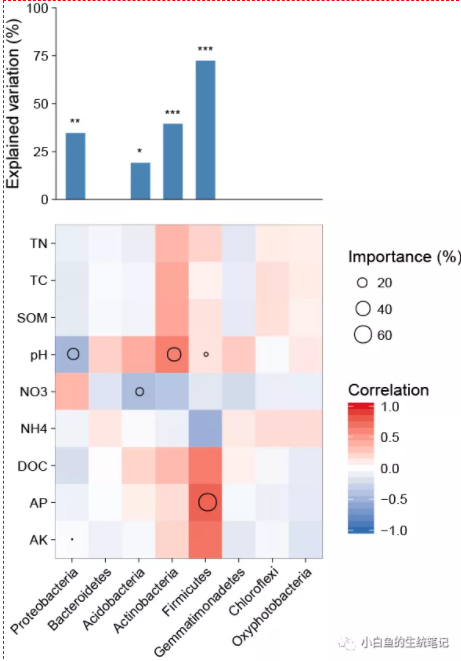 Explained variation (%)
100
75
50
25
0
**
*
***
***
TN
TC
SOM
pH
NO3
NH4
DOC
AP
AK
Proteobacteria
Bacteroidetes
Acidobacteria
Actinobacteria
Firmicutes
Gemmatimonadetes
Chloroflexi
Oxyphotobacteria
Importance (%)
20
40
60
Correlation
1.0
0.5
0.0
−0.5
−1.0
小白鱼的生统笔记